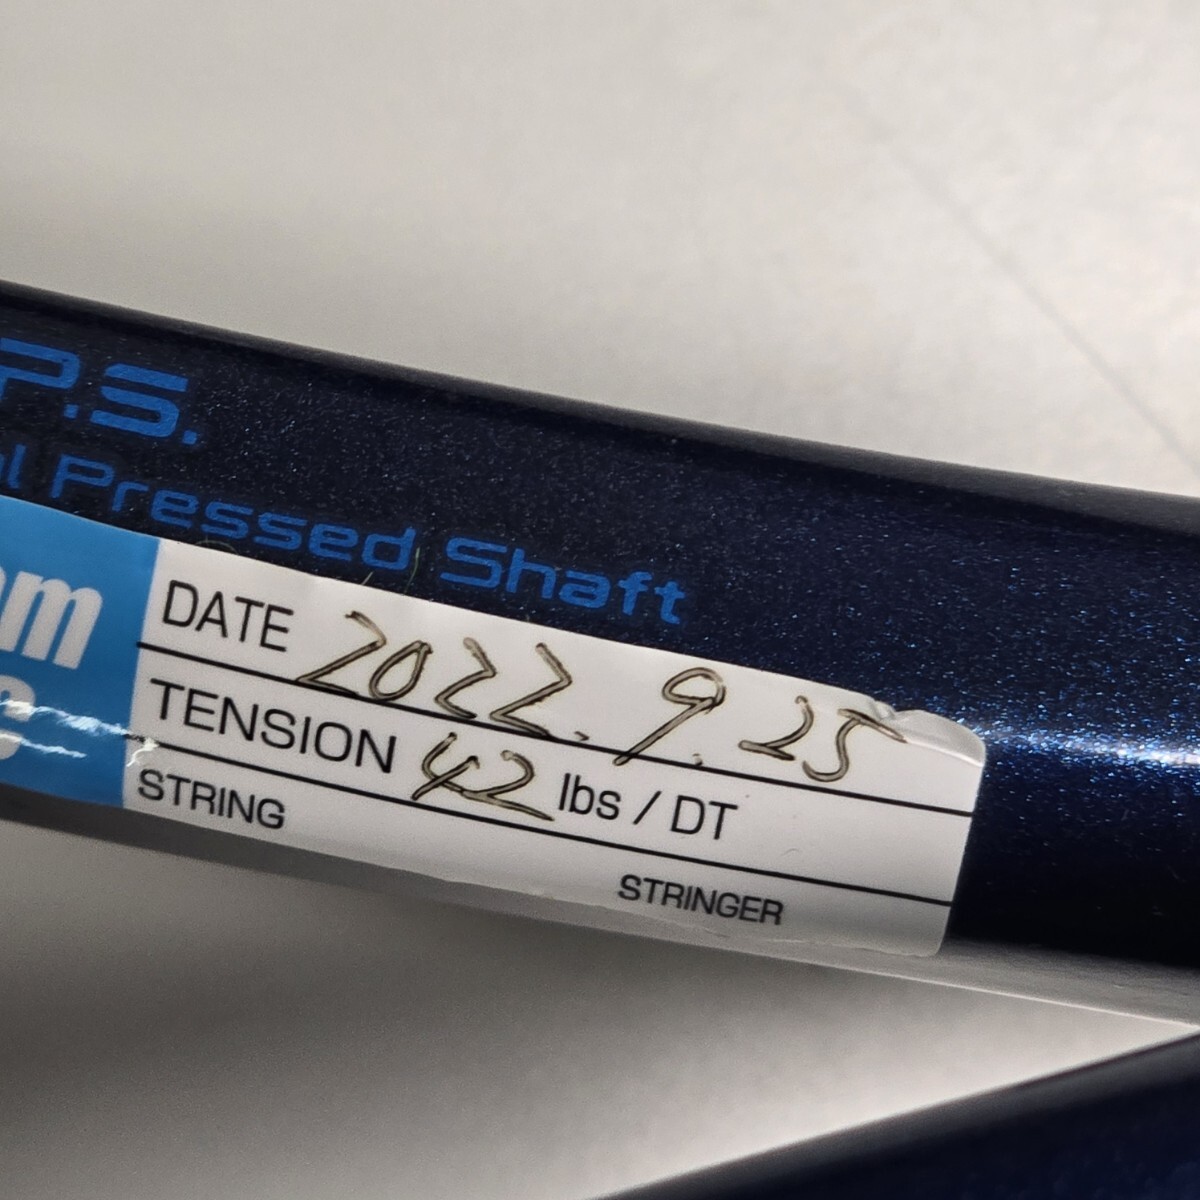 P.S.
Pressed Shaft
DATE 2022.9.25
TENSION 42 lbs / DT
STRING
STRINGER